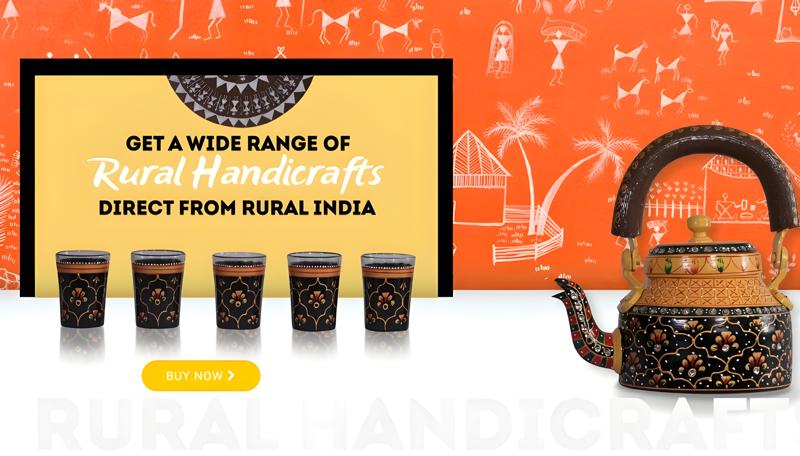 GET A WIDE RANGE OF
Rural Handicrafts
DIRECT FROM RURAL INDIA
BUY NOW
RURAL HANDICRAFTS